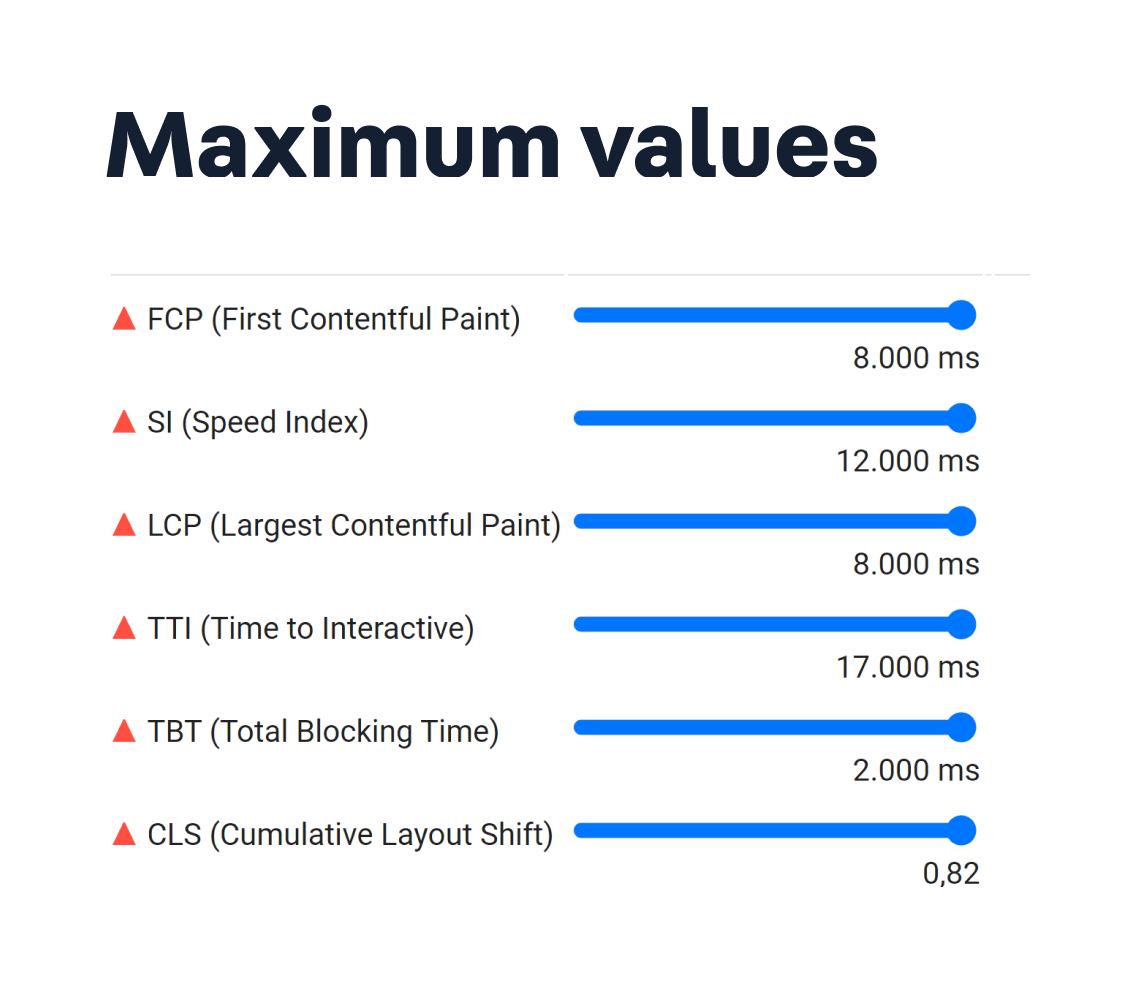 Maximum values
FCP (First Contentful Paint)
8.000 ms
SI (Speed Index)
12.000 ms
LCP (Largest Contentful Paint)
8.000 ms
TTI (Time to Interactive)
17.000 ms
TBT (Total Blocking Time)
2.000 ms
CLS (Cumulative Layout Shift)
0,82